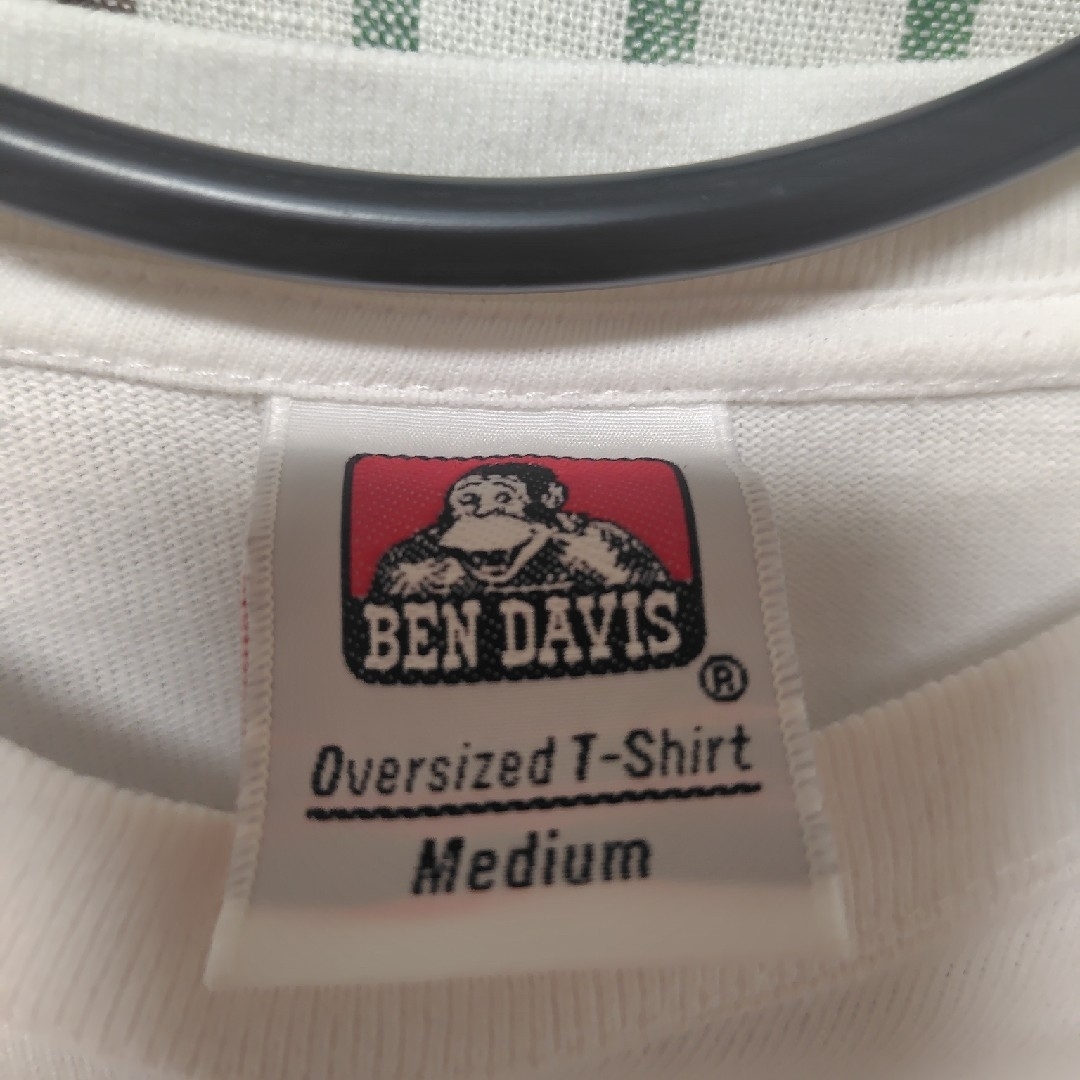 BEN DAVIS
®
Oversized T-Shirt
Medium